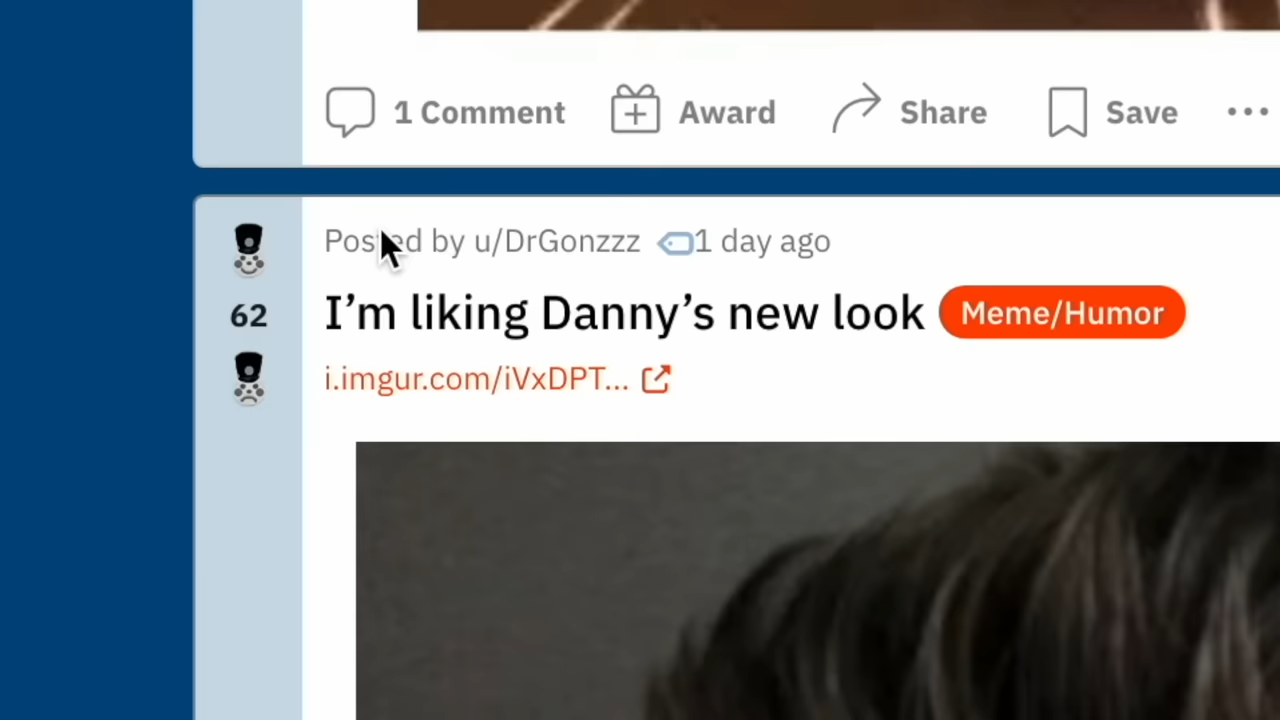 1 Comment Award Share Save
Posted by u/DrGonzzz 1 day ago
I’m liking Danny’s new look Meme/Humor
62
i.imgur.com/iVxDPT...